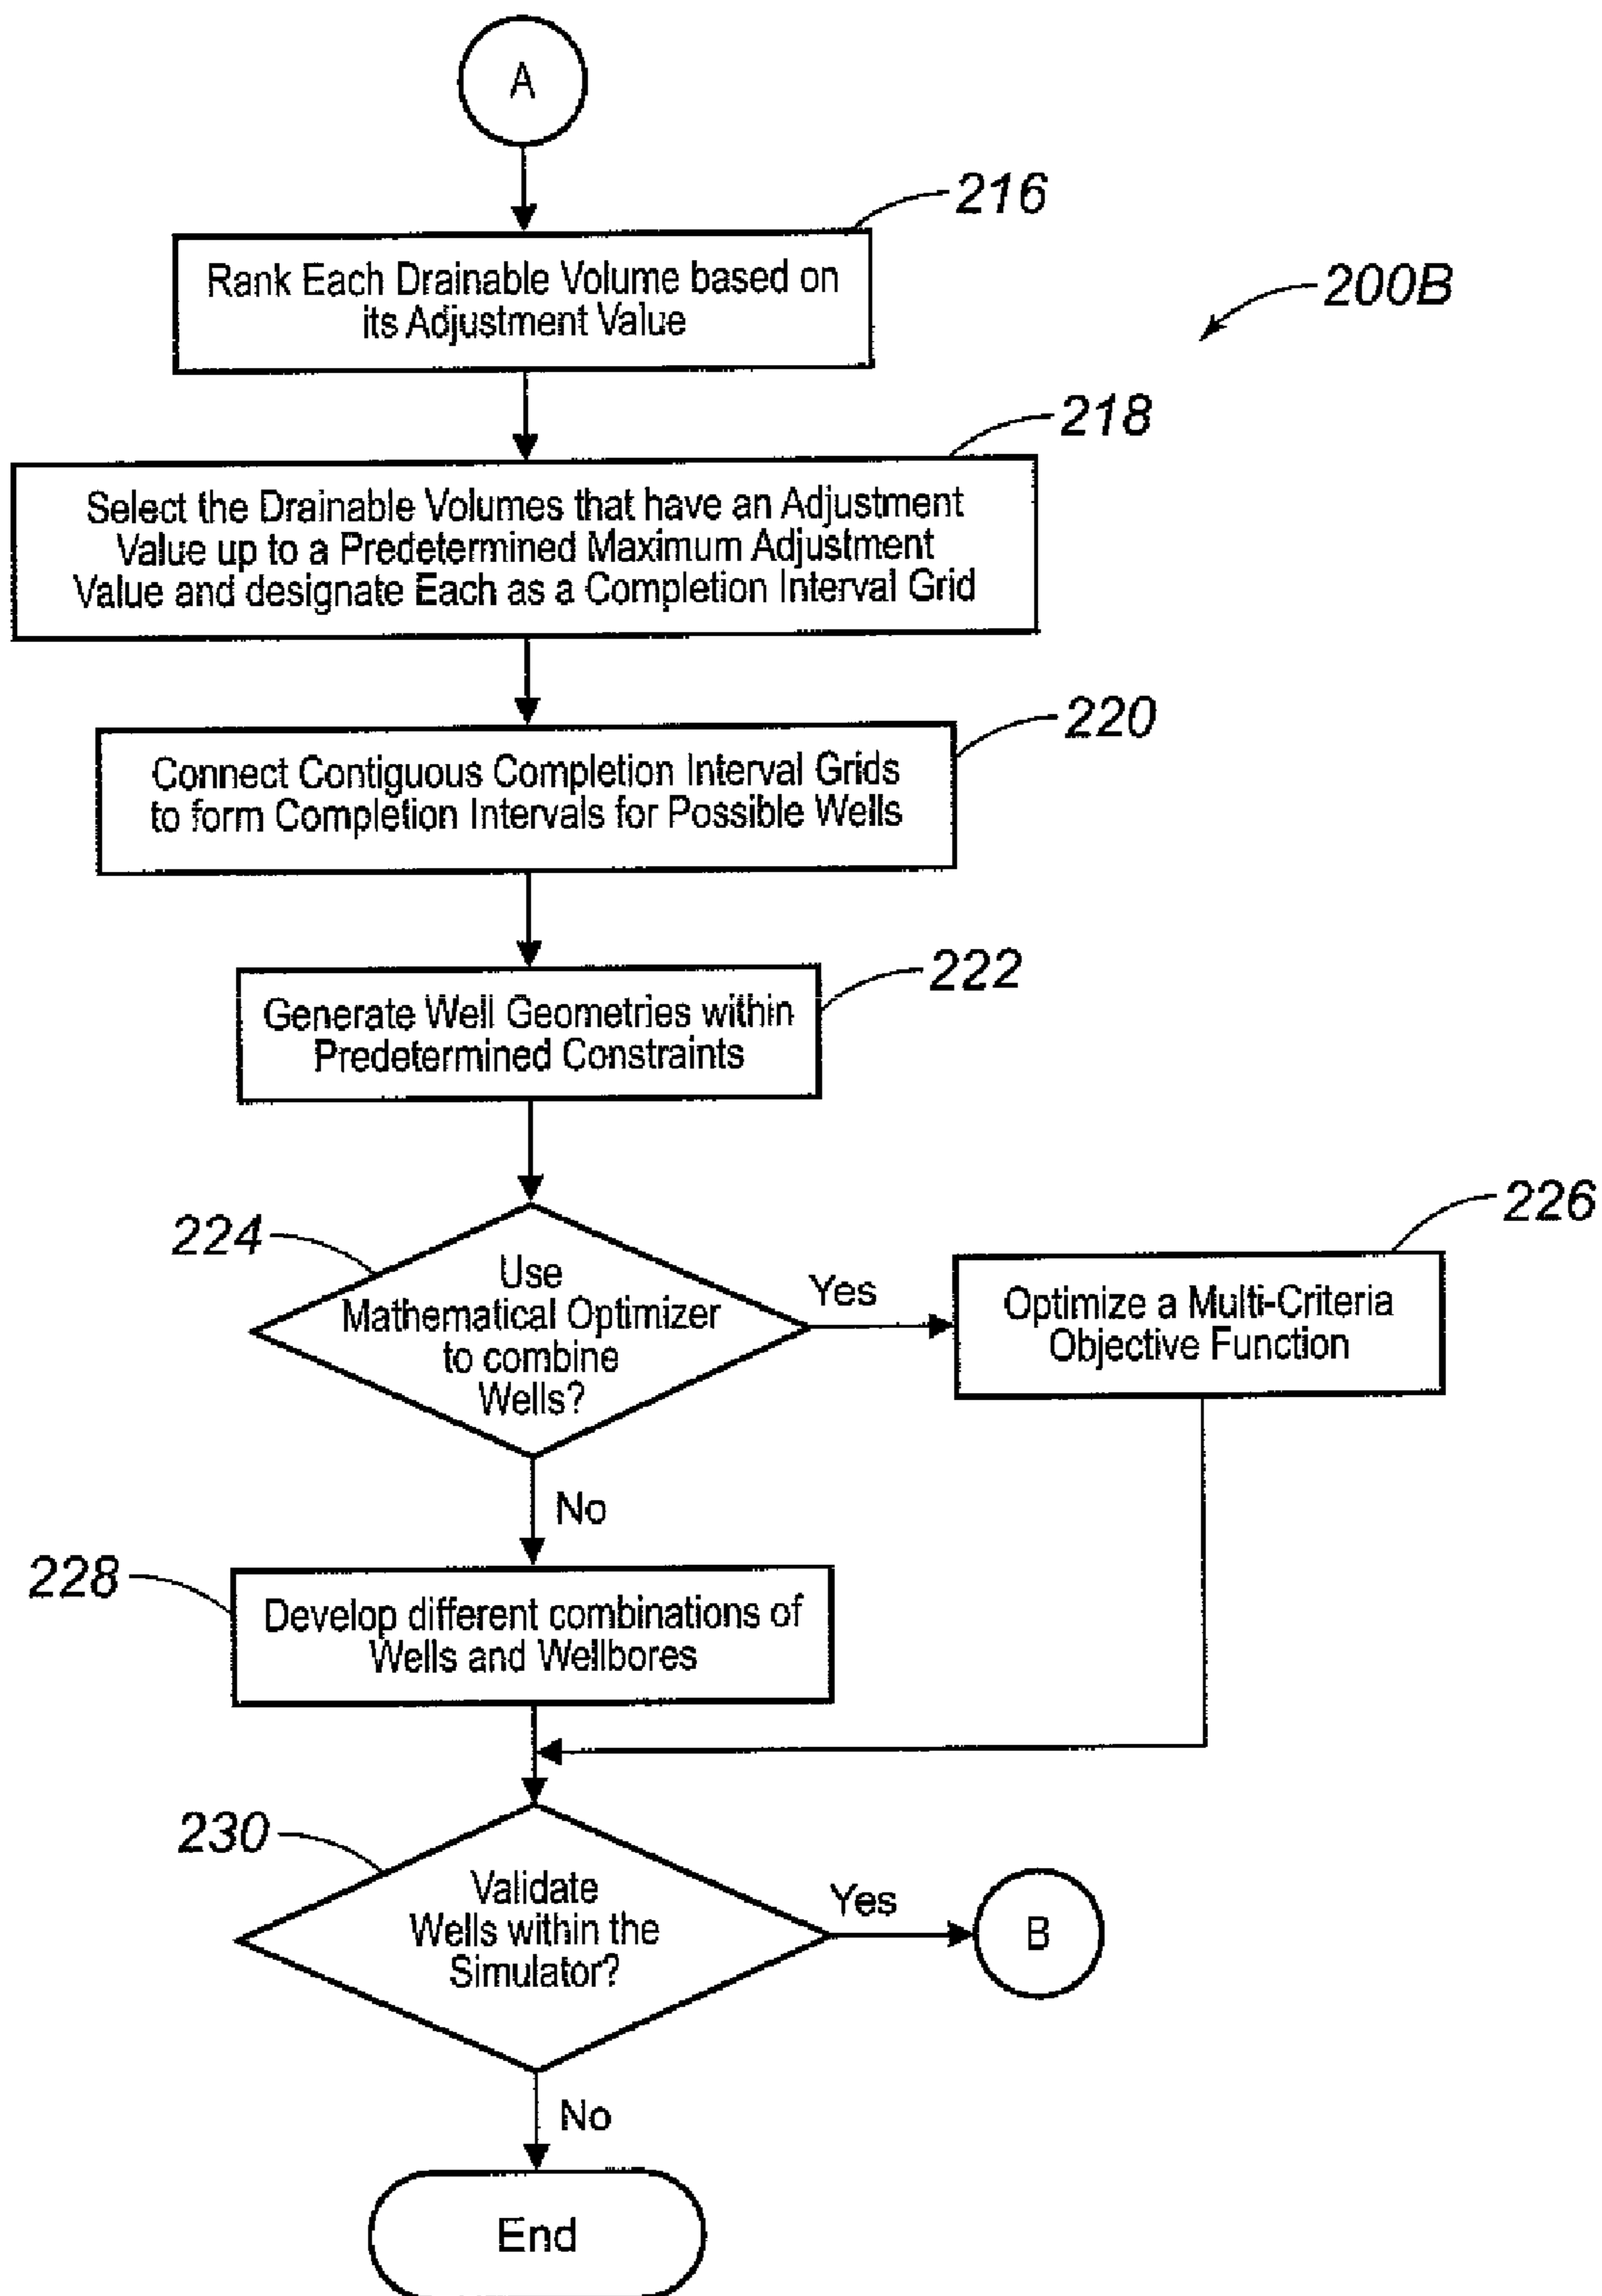 A
216
Rank Each Drainable Volume based on
its Adjustment Value
200B
218
Select the Drainable Volumes that have an Adjustment
Value up to a Predetermined Maximum Adjustment
Value and designate Each as a Completion Interval Grid
220
Connect Contiguous Completion Interval Grids
to form Completion Intervals for Possible Wells
222
Generate Well Geometries within
Predetermined Constraints
224
Use
Mathematical Optimizer
to combine
Wells?
Yes
226
Optimize a Multi-Criteria
Objective Function
No
228
Develop different combinations of
Wells and Wellbores
230
Validate
Wells within the
Simulator?
Yes
B
No
End